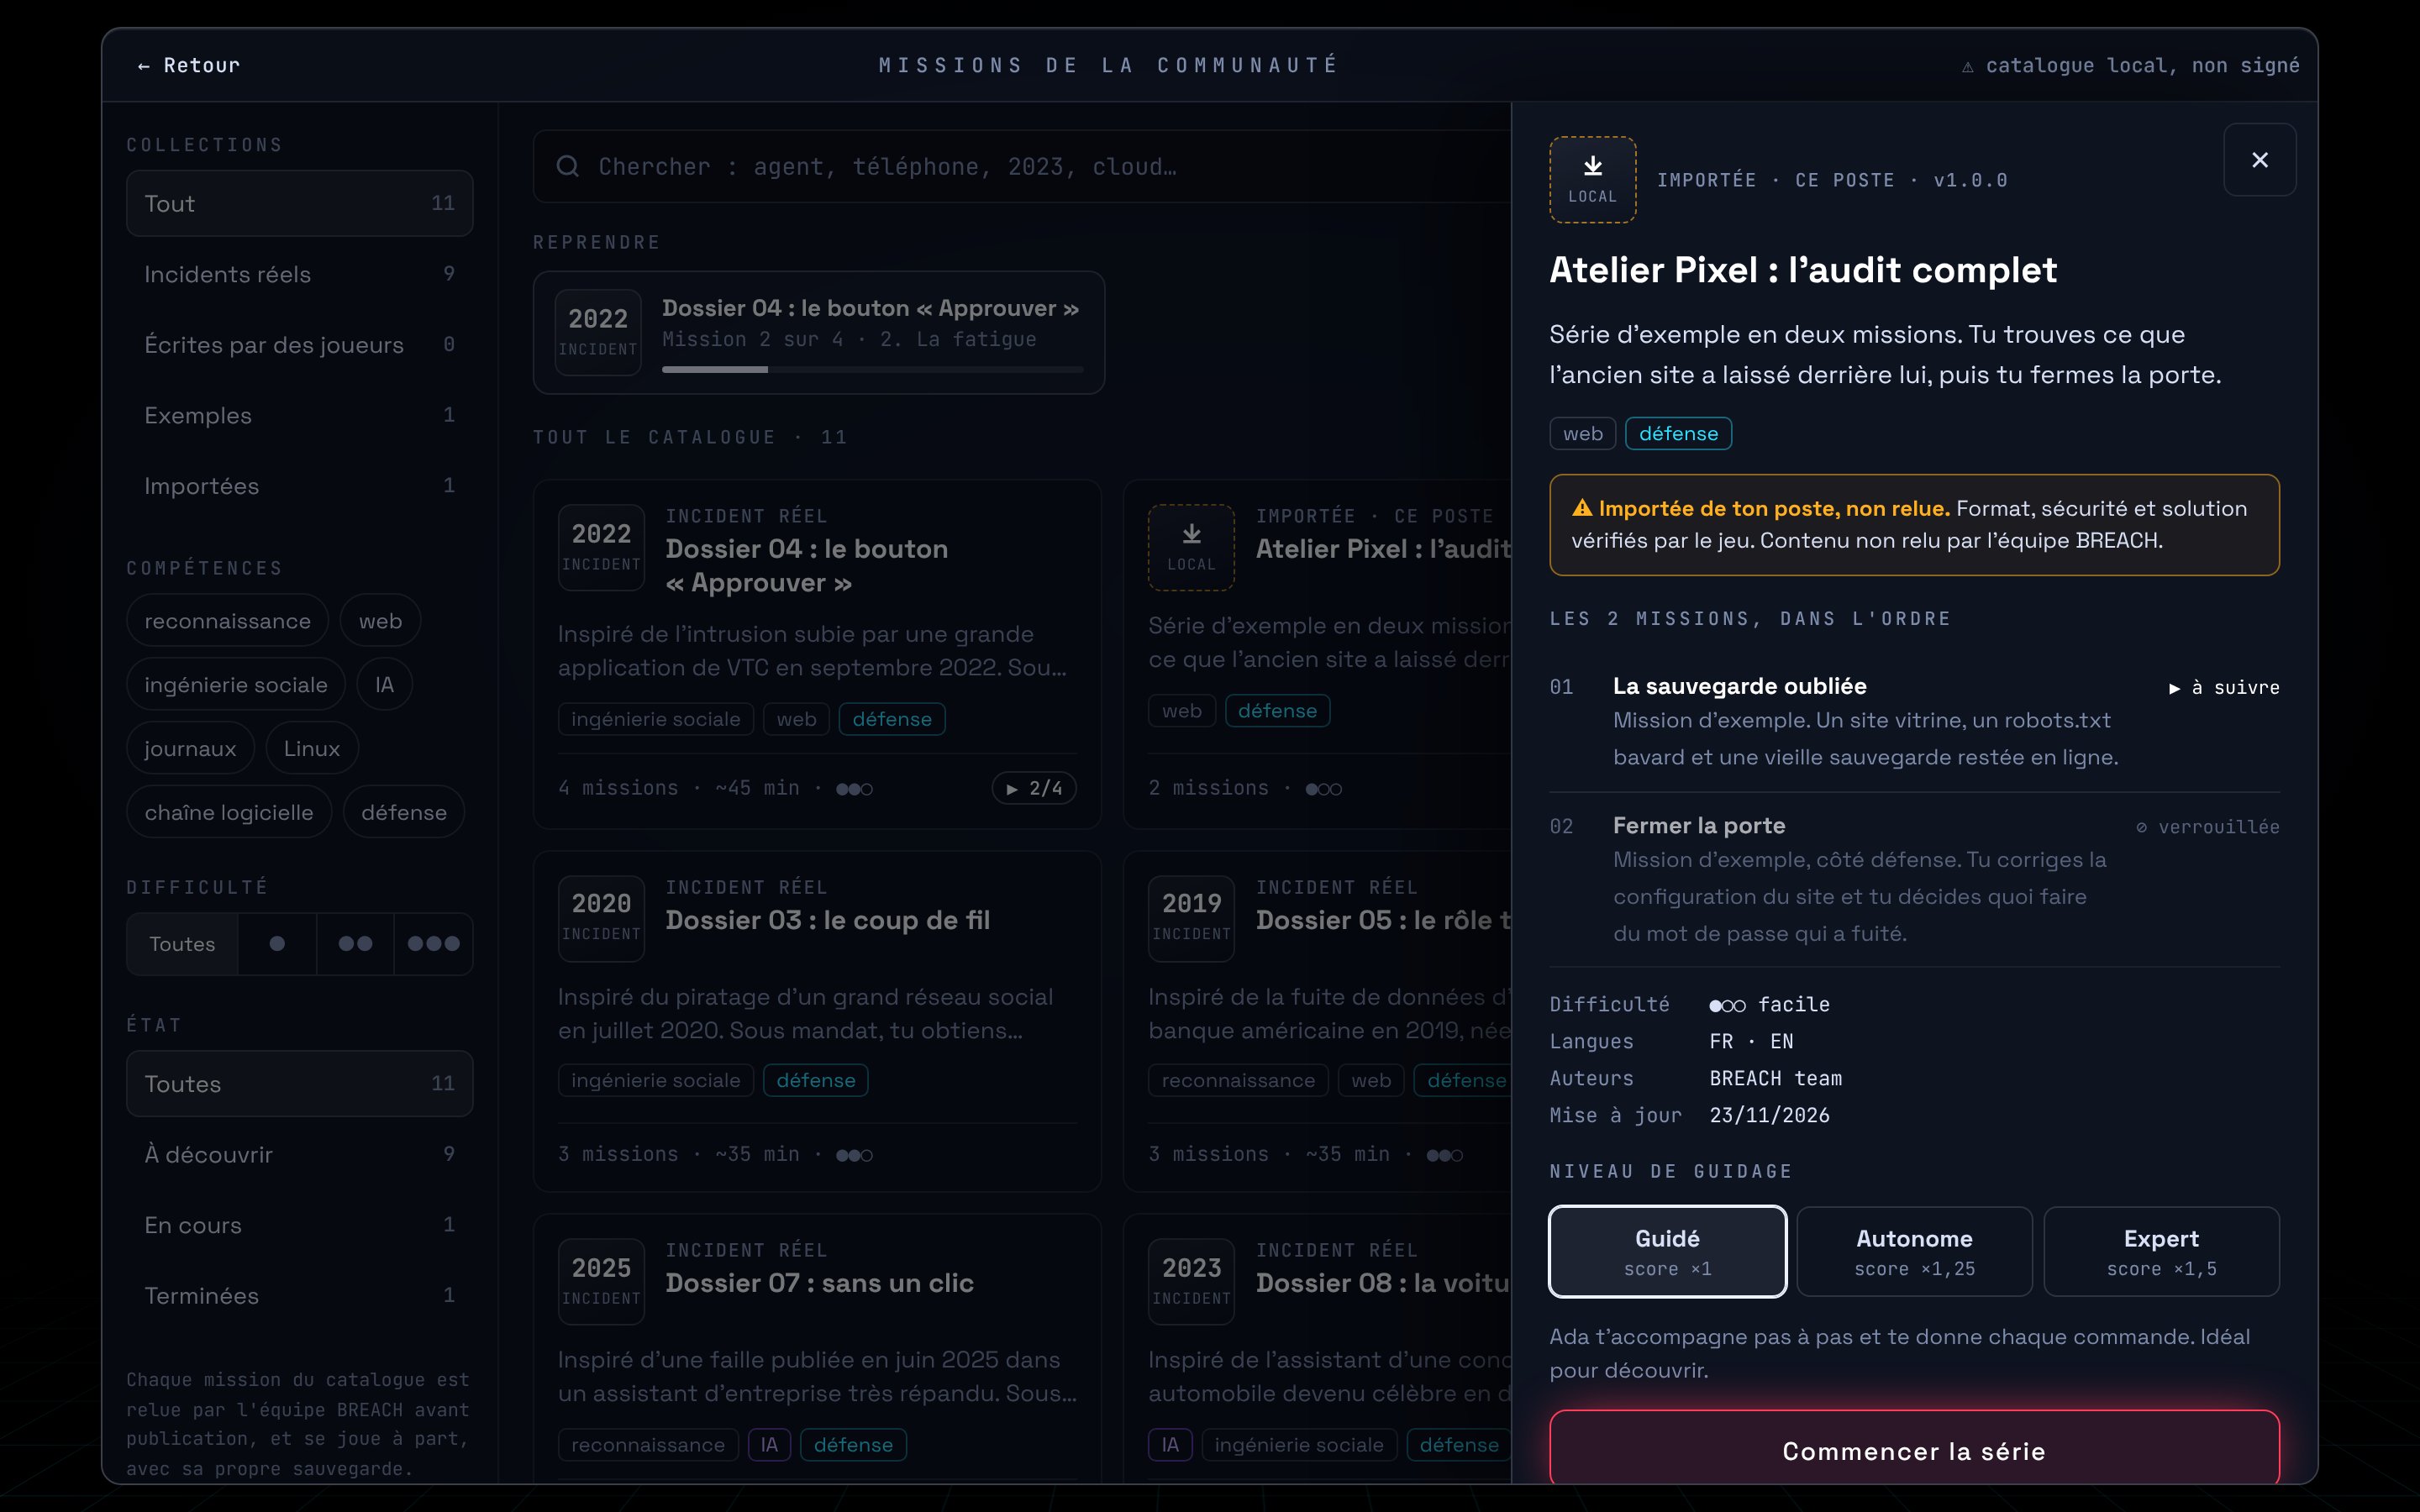 ← Retour
MISSIONS DE LA COMMUNAUTÉ
⚠ catalogue local, non signé
COLLECTIONS
Tout 11
Incidents réels 9
Écrites par des joueurs 0
Exemples 1
Importées 1
COMPÉTENCES
reconnaissance web
ingénierie sociale IA
journaux Linux
chaîne logicielle défense
DIFFICULTÉ
Toutes ● ●● ●●●
ÉTAT
Toutes 11
À découvrir 9
En cours 1
Terminées 1
Chaque mission du catalogue est
relue par l'équipe BREACH avant
publication, et se joue à part,
avec sa propre sauvegarde.
Chercher : agent, téléphone, 2023, cloud…
REPRENDRE
2022
INCIDENT
Dossier 04 : le bouton « Approuver »
Mission 2 sur 4 · 2. La fatigue
TOUT LE CATALOGUE · 11
2022
INCIDENT
INCIDENT RÉEL
Dossier 04 : le bouton
« Approuver »
Inspiré de l’intrusion subie par une grande
application de VTC en septembre 2022. Sou…
ingénierie sociale web défense
4 missions · ~45 min · ●●○ ▶ 2/4
LOCAL
IMPORTÉE · CE POSTE
Atelier Pixel : l’audit
Série d’exemple en deux mission
ce que l’ancien site a laissé derr
web défense
2 missions · ●○○
2020
INCIDENT
INCIDENT RÉEL
Dossier 03 : le coup de fil
Inspiré du piratage d’un grand réseau social
en juillet 2020. Sous mandat, tu obtiens…
ingénierie sociale défense
3 missions · ~35 min · ●●○
2019
INCIDENT
INCIDENT RÉEL
Dossier 05 : le rôle t
Inspiré de la fuite de données d’
banque américaine en 2019, née
reconnaissance web défense
3 missions · ~35 min · ●●○
2025
INCIDENT
INCIDENT RÉEL
Dossier 07 : sans un clic
Inspiré d’une faille publiée en juin 2025 dans
un assistant d’entreprise très répandu. Sous…
reconnaissance IA défense
2023
INCIDENT
INCIDENT RÉEL
Dossier 08 : la voitu
Inspiré de l’assistant d’une conc
automobile devenu célèbre en d
IA ingénierie sociale défense
LOCAL
IMPORTÉE · CE POSTE · v1.0.0
×
Atelier Pixel : l’audit complet
Série d’exemple en deux missions. Tu trouves ce que
l’ancien site a laissé derrière lui, puis tu fermes la porte.
web défense
⚠ Importée de ton poste, non relue. Format, sécurité et solution
vérifiés par le jeu. Contenu non relu par l’équipe BREACH.
LES 2 MISSIONS, DANS L'ORDRE
01 La sauvegarde oubliée ▶ à suivre
Mission d’exemple. Un site vitrine, un robots.txt
bavard et une vieille sauvegarde restée en ligne.
02 Fermer la porte ⊘ verrouillée
Mission d’exemple, côté défense. Tu corriges la
configuration du site et tu décides quoi faire
du mot de passe qui a fuité.
Difficulté ●○○ facile
Langues FR · EN
Auteurs BREACH team
Mise à jour 23/11/2026
NIVEAU DE GUIDAGE
Guidé Autonome Expert
score ×1 score ×1,25 score ×1,5
Ada t’accompagne pas à pas et te donne chaque commande. Idéal
pour découvrir.
Commencer la série